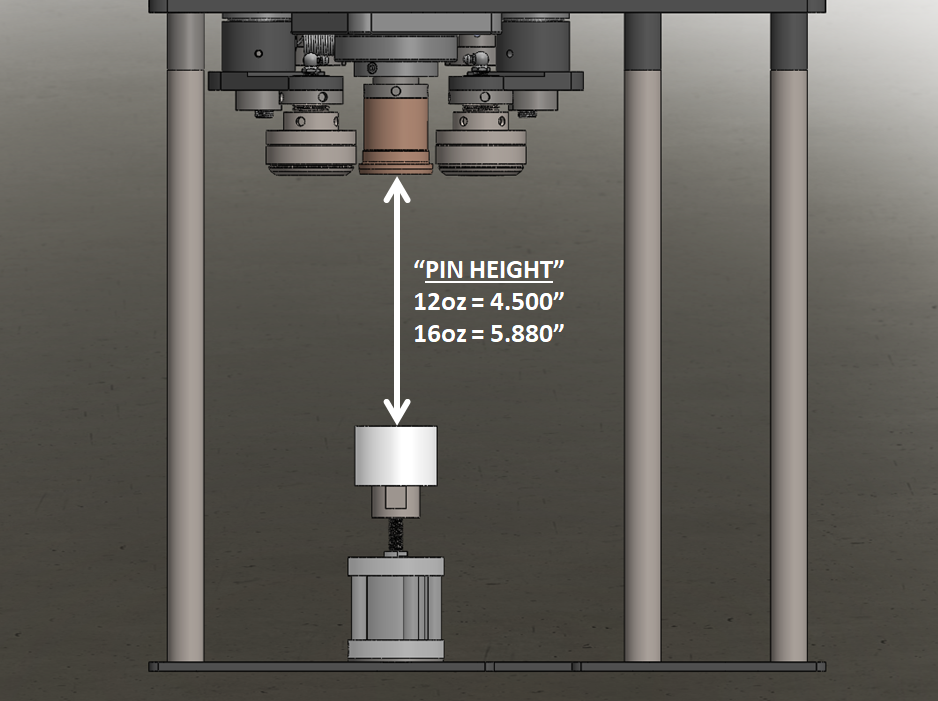 “PIN HEIGHT”
12oz = 4.500”
16oz = 5.880”